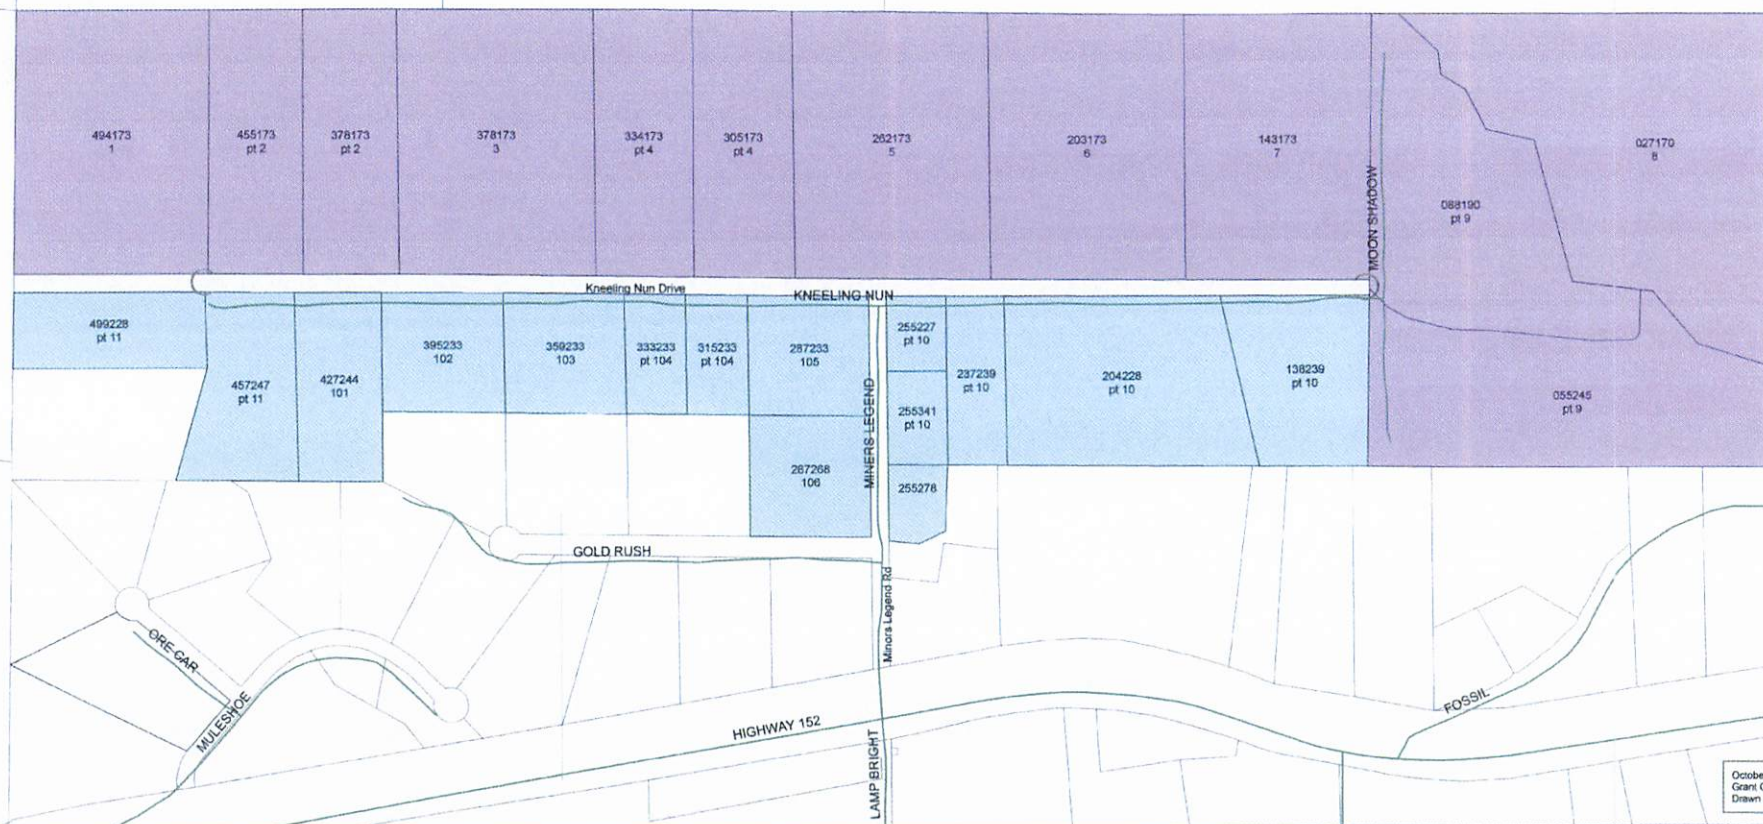 494173
1
455173
pt 2
378173
pt 2
378173
3
334173
pt 4
305173
pt 4
262173
5
203173
6
143173
7
MOON SHADOW
088190
pt 9
027170
8
Kneeling Nun Drive
KNEELING NUN
499228
pt 11
457247
pt 11
427244
101
395233
102
359233
103
333233
pt 104
315233
pt 104
287233
105
MINERS LEGEND
255227
pt 10
237239
pt 10
204228
pt 10
138239
pt 10
055245
pt 9
255341
pt 10
287268
106
255278
GOLD RUSH
Miners Legend Rd
ORE CAR
MULESHOE
HIGHWAY 152
LAMP BRIGHT
FOSSIL
Octobe
Grant C
Drawn